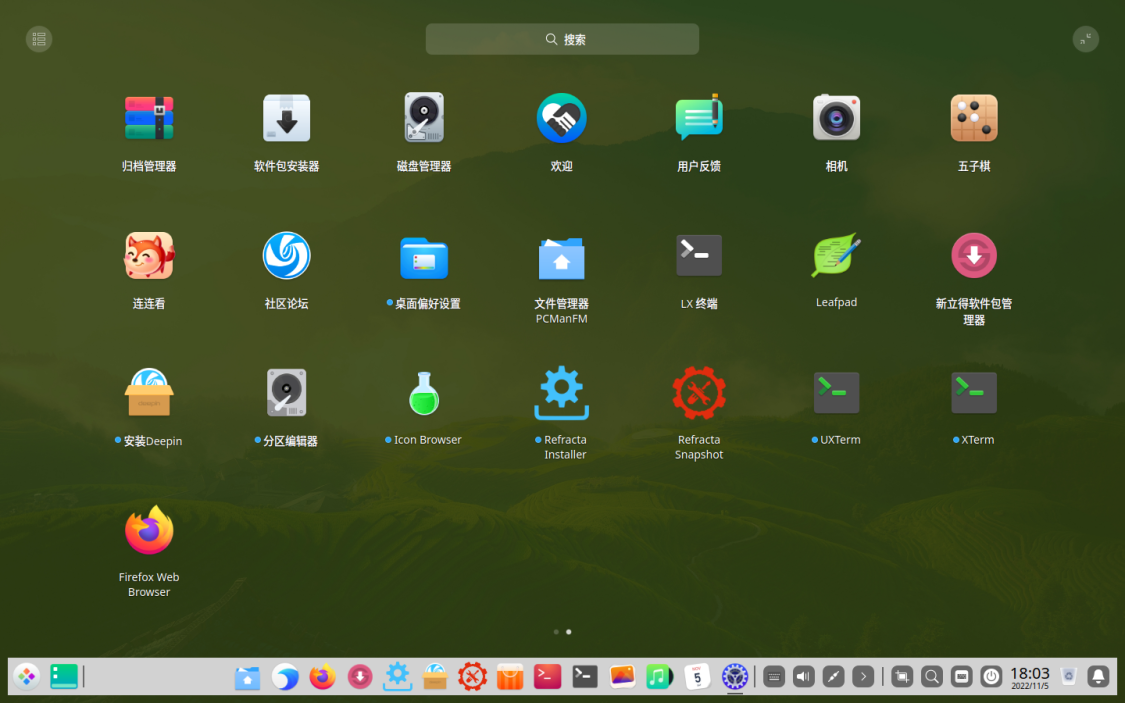 搜索
归档管理器
软件包安装器
磁盘管理器
欢迎
用户反馈
相机
五子棋
连连看
社区论坛
桌面偏好设置
文件管理器
PCManFM
LX 终端
Leafpad
新立得软件包管
理器
安装Deepin
分区编辑器
Icon Browser
Refracta
Installer
Refracta
Snapshot
UXTerm
XTerm
Firefox Web
Browser
NOV
5
18:03
2022/11/5